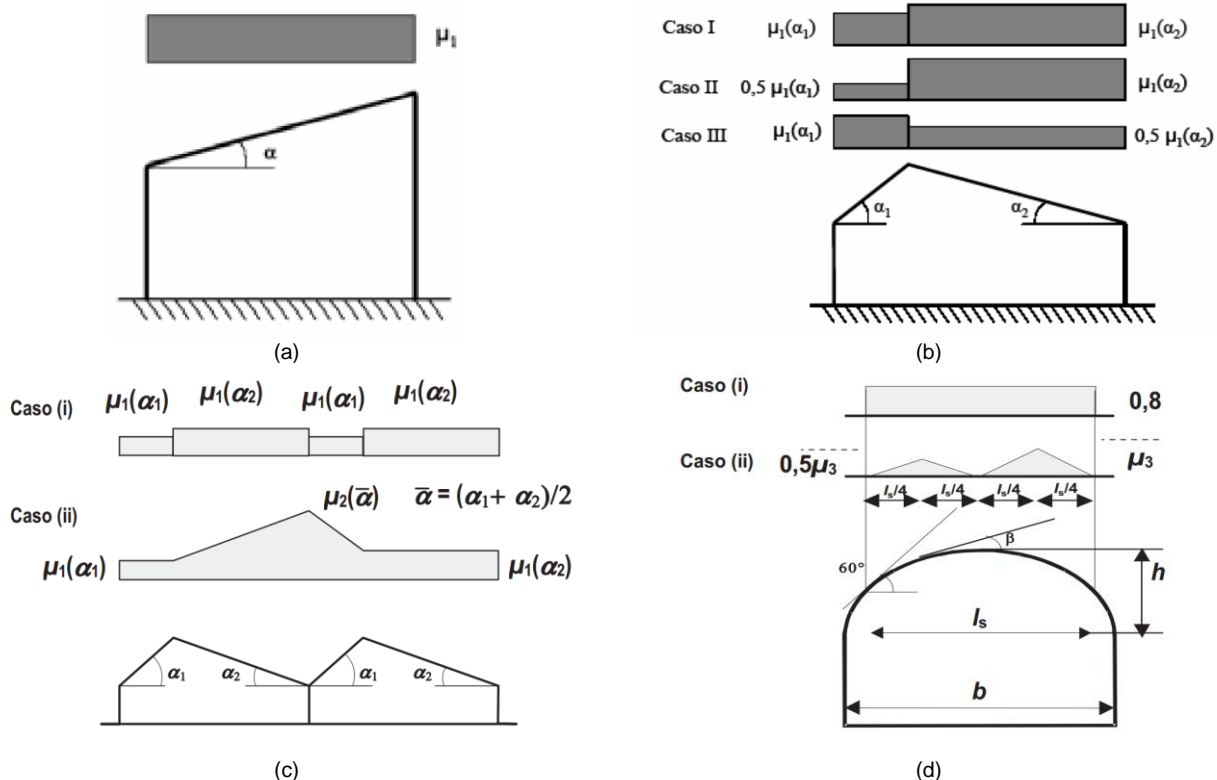 μ₁
α
(a)
Caso I μ₁(α₁) μ₁(α₂)
Caso II 0,5 μ₁(α₁) μ₁(α₂)
Caso III μ₁(α₁) 0,5 μ₁(α₂)
α₁ α₂
(b)
μ₁(α₁) μ₁(α₂) μ₁(α₁) μ₁(α₂)
Caso (i)
μ₂(ᾱ) ᾱ = (α₁+ α₂)/2
Caso (ii)
μ₁(α₁) μ₁(α₂)
α₁ α₂ α₁ α₂
(c)
Caso (i)
0,8
Caso (ii) 0,5μ₃ μ₃
lₛ/4 lₛ/4 lₛ/4 lₛ/4
β
60°
h
lₛ
b
(d)